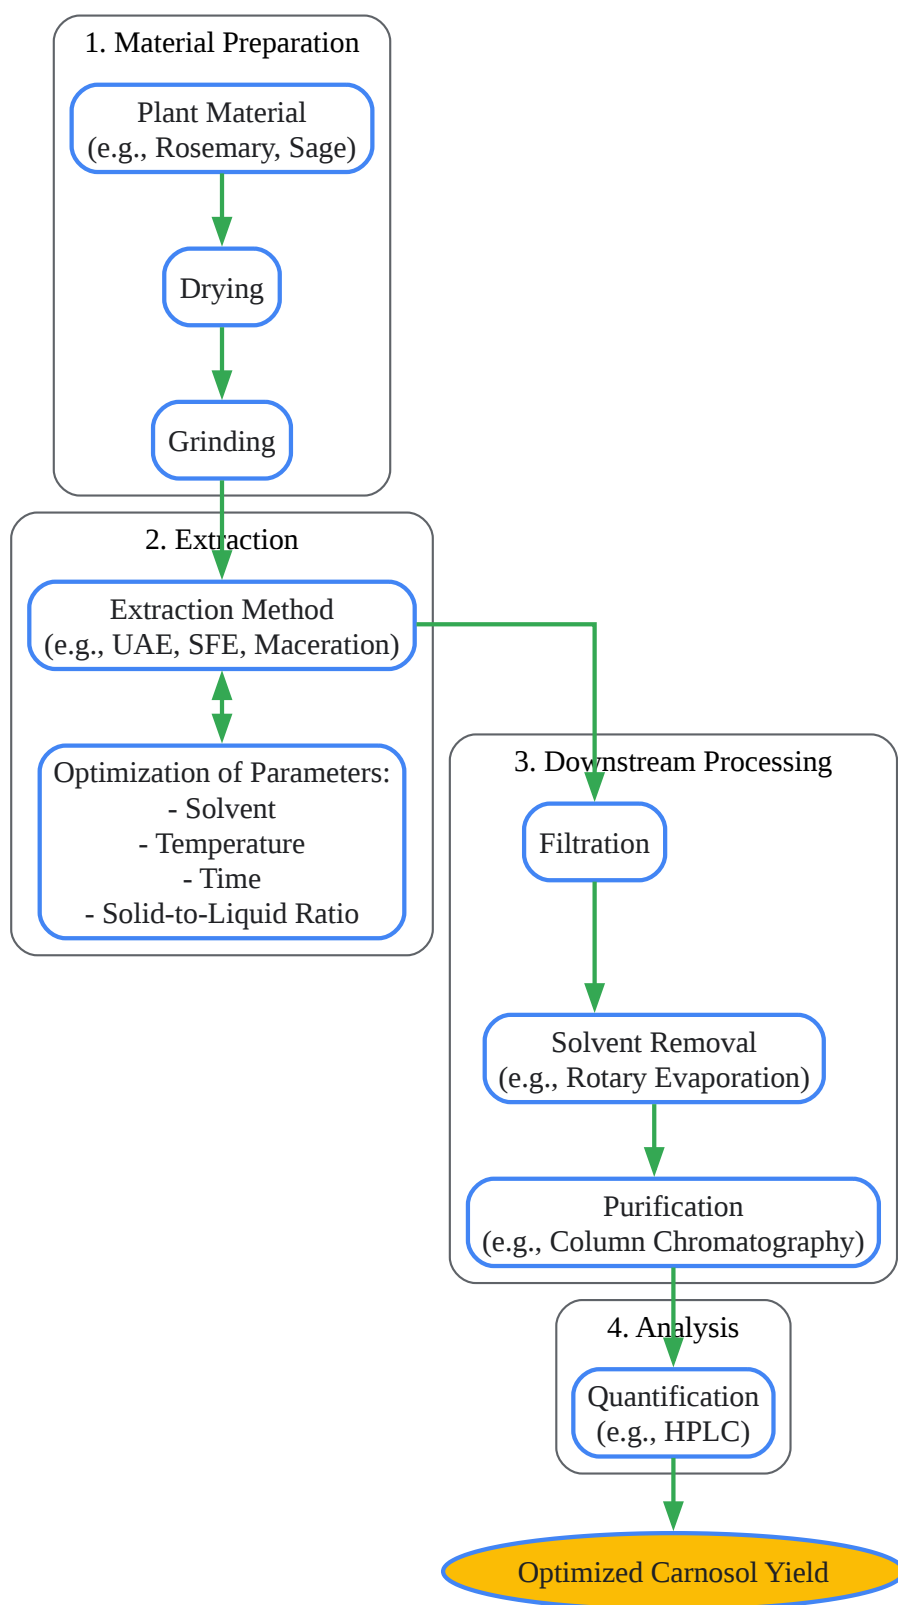 1. Material Preparation
Plant Material
(e.g., Rosemary, Sage)
Drying
Grinding
2. Extraction
Extraction Method
(e.g., UAE, SFE, Maceration)
Optimization of Parameters:
- Solvent
- Temperature
- Time
- Solid-to-Liquid Ratio
3. Downstream Processing
Filtration
Solvent Removal
(e.g., Rotary Evaporation)
Purification
(e.g., Column Chromatography)
4. Analysis
Quantification
(e.g., HPLC)
Optimized Carnosol Yield